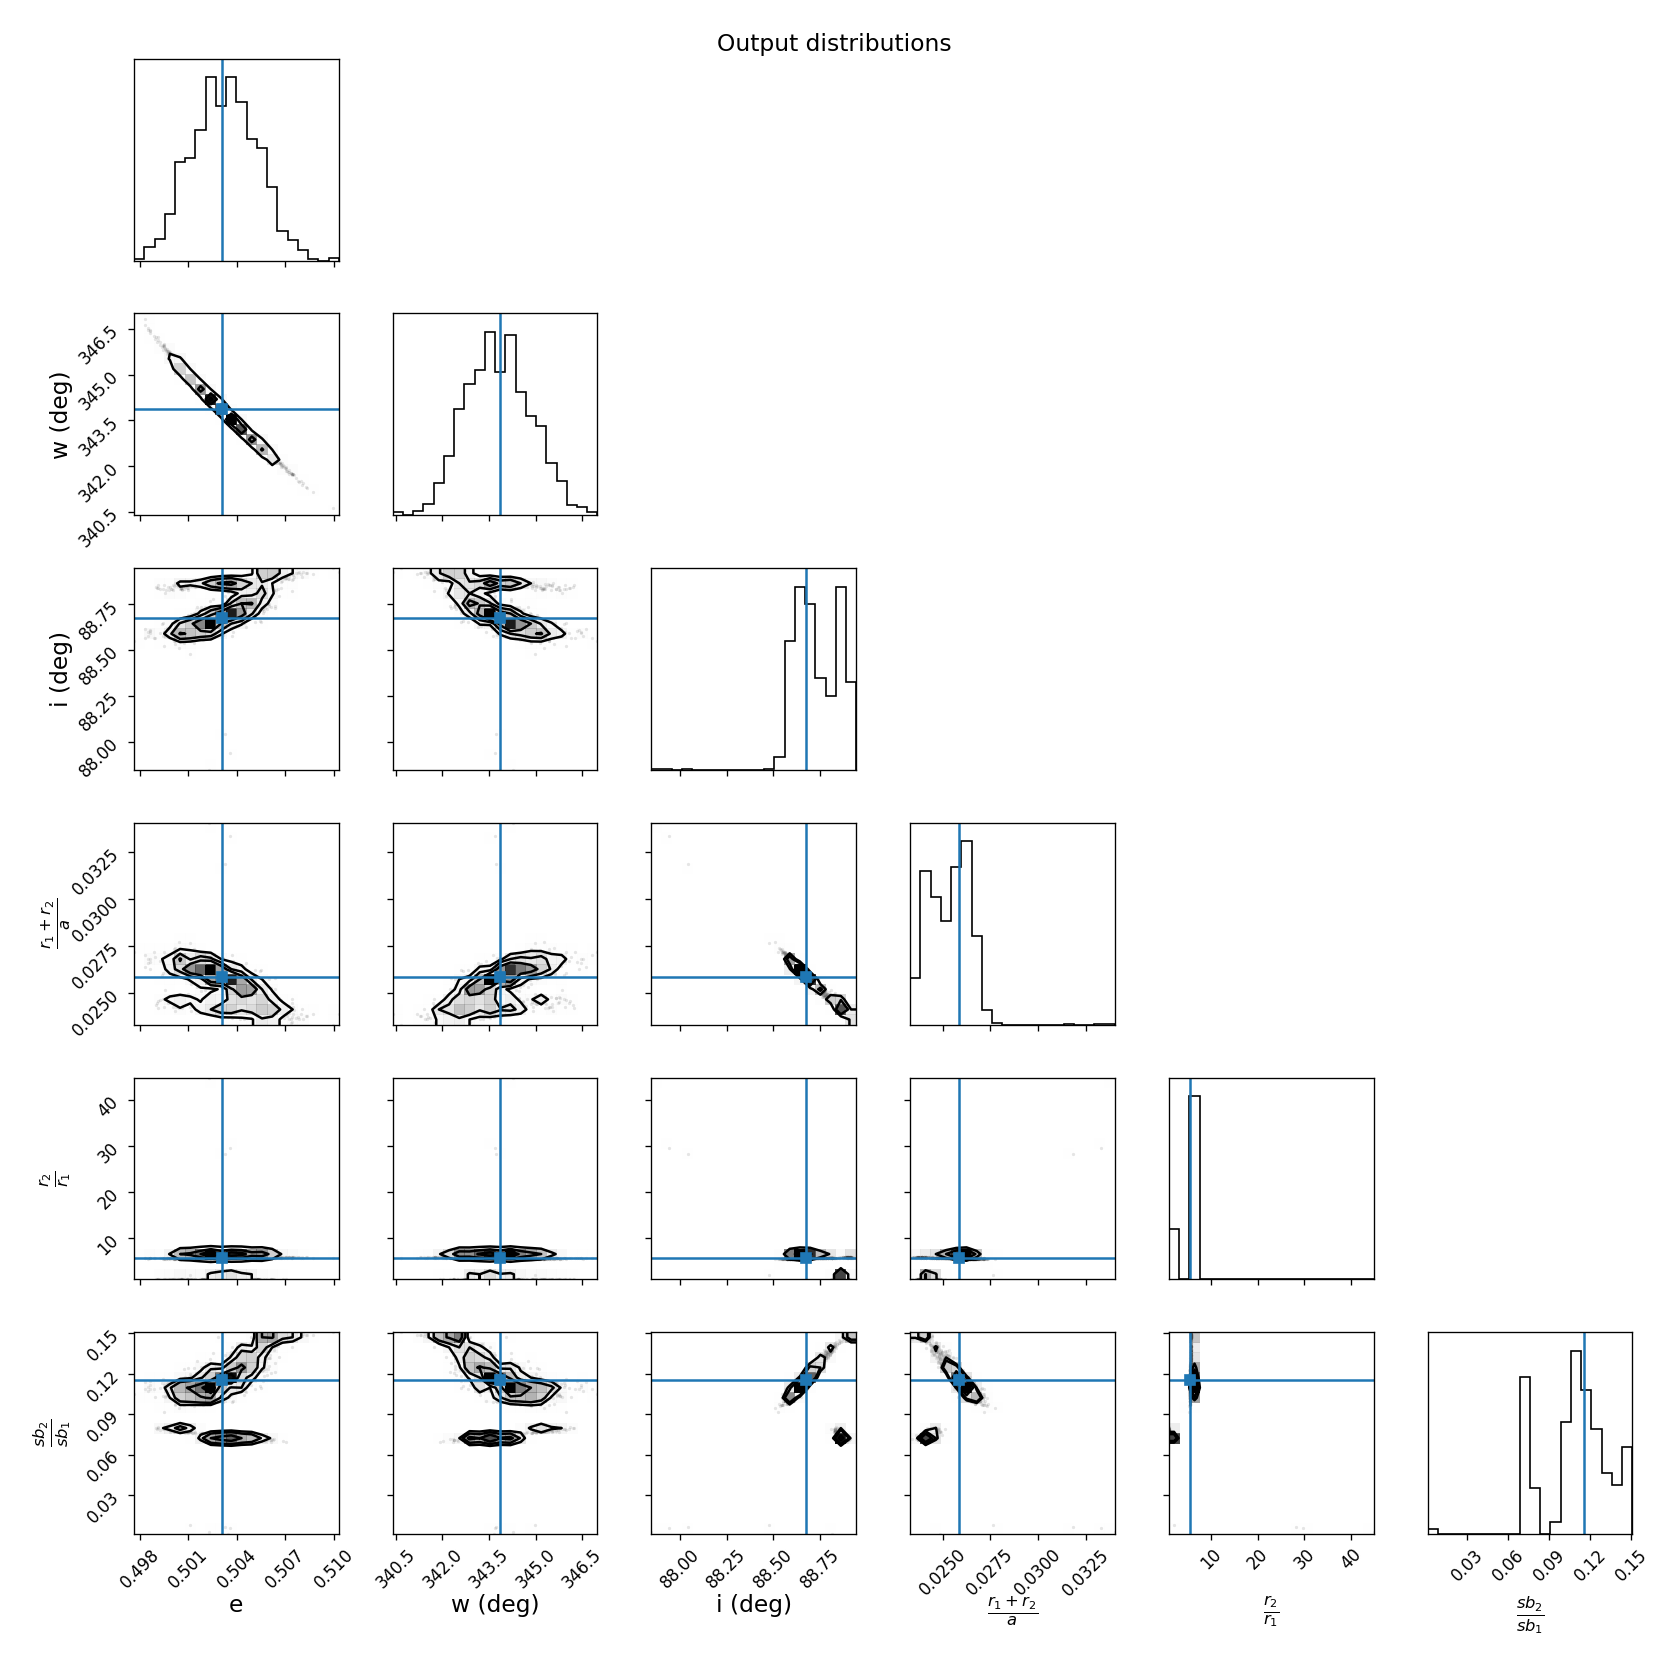 Output distributions
w (deg)
346.5
345.0
343.5
342.0
340.5
i (deg)
88.75
88.50
88.25
88.00
r₁ + r₂
a
0.0325
0.0300
0.0275
0.0250
r₂
r₁
40
30
20
10
sb₂
sb₁
0.15
0.12
0.09
0.06
0.03
0.498 0.501 0.504 0.507 0.510 340.5 342.0 343.5 345.0 346.5 88.00 88.25 88.50 88.75 0.0250 0.0275 0.0300 0.0325 10 20 30 40 0.03 0.06 0.09 0.12 0.15
e w (deg) i (deg) r₁ + r₂ r₂ sb₂
a r₁ sb₁